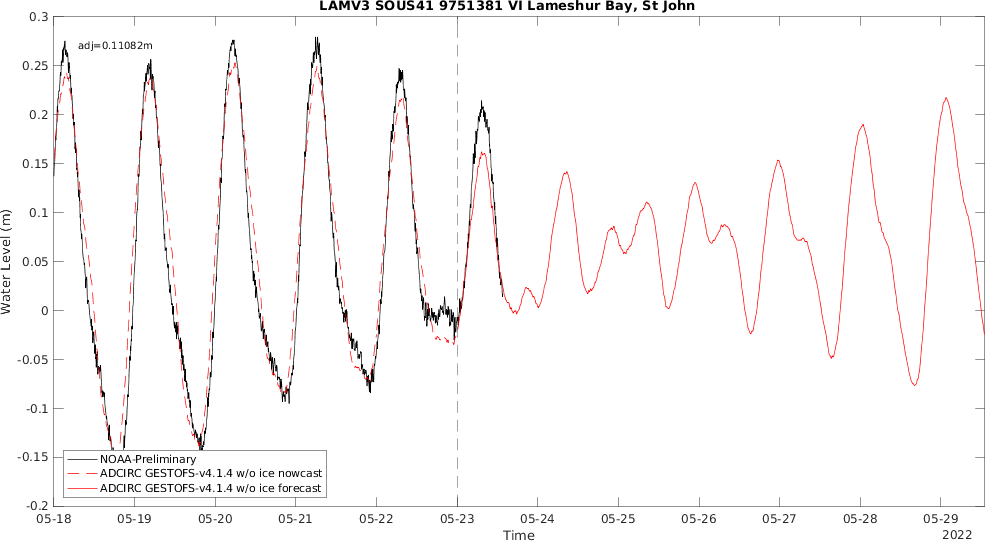 LAMV3 SOUS41 9751381 VI Lameshur Bay, St John
adj=0.11082m
0.3
0.25
0.2
0.15
0.1
0.05
0
-0.05
-0.1
-0.15
-0.2
Water Level (m)
NOAA-Preliminary
ADCIRC GESTOFS-v4.1.4 w/o ice nowcast
ADCIRC GESTOFS-v4.1.4 w/o ice forecast
05-18 05-19 05-20 05-21 05-22 05-23 05-24 05-25 05-26 05-27 05-28 05-29
Time
2022